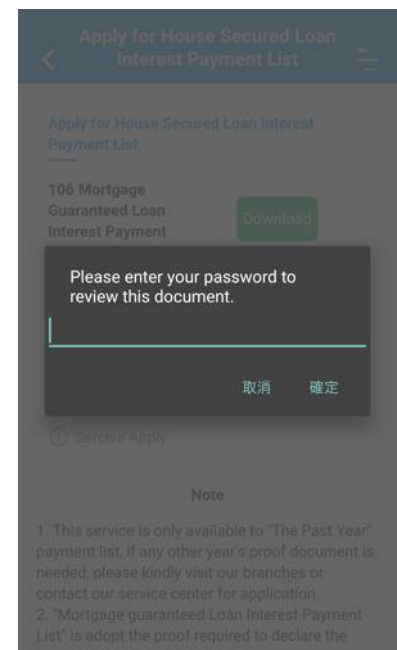 Apply for House Secured Loan
Interest Payment List
Apply for House Secured Loan Interest
Payment List
106 Mortgage
Guaranteed Loan
Interest Payment
Download
Please enter your password to
review this document.
取消 確定
Serpive Apply
Note
1. This service is only available to "The Past Year"
payment list, if any other year's proof document is
needed, please kindly visit our branches or
contact our service center for application.
2. "Mortgage guaranteed Loan Interest Payment
List" is adopt the proof required to declare the